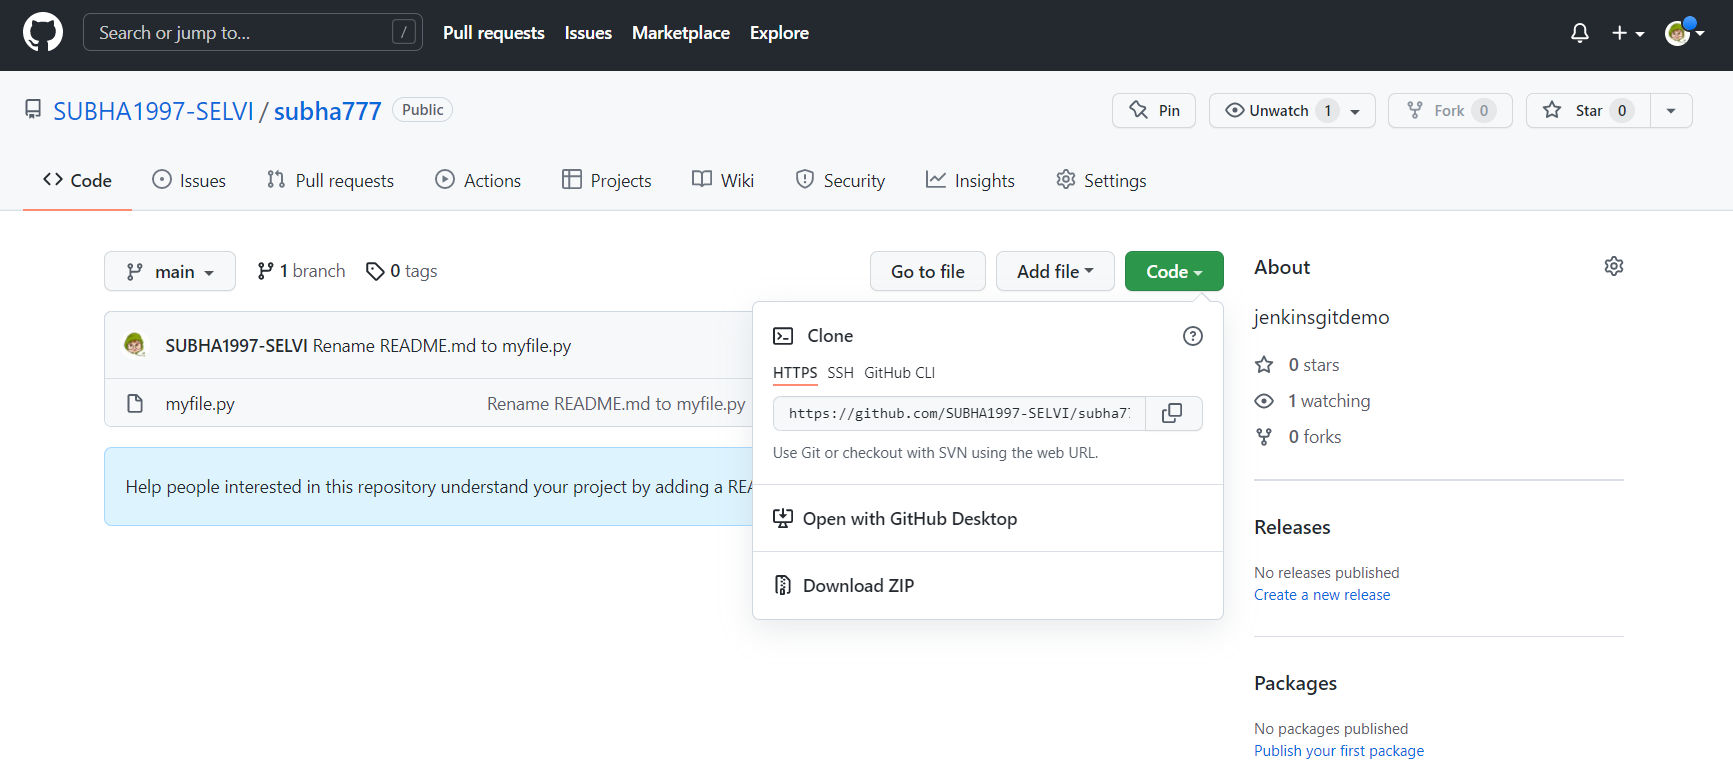 Search or jump to... / Pull requests Issues Marketplace Explore
SUBHA1997-SELVI / subha777 Public Pin Unwatch 1 Fork 0 Star 0
Code Issues Pull requests Actions Projects Wiki Security Insights Settings
main 1 branch 0 tags Go to file Add file Code
SUBHA1997-SELVI Rename README.md to myfile.py
myfile.py Rename README.md to myfile.py
Help people interested in this repository understand your project by adding a REA
Clone
HTTPS SSH GitHub CLI
https://github.com/SUBHA1997-SELVI/subha77
Use Git or checkout with SVN using the web URL.
Open with GitHub Desktop
Download ZIP
About
jenkinsgitdemo
0 stars
1 watching
0 forks
Releases
No releases published
Create a new release
Packages
No packages published
Publish your first package